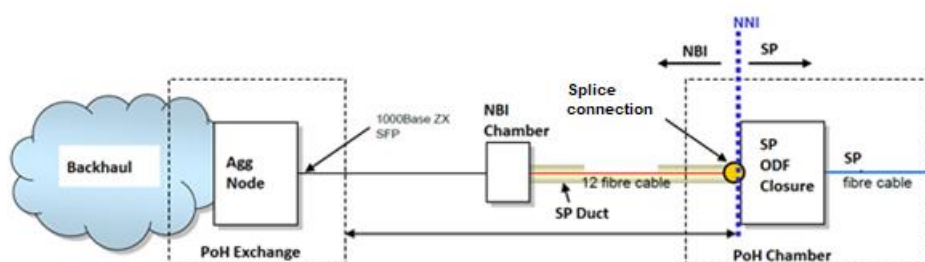 NNI
NBI
SP
Splice
connection
NBI
Chamber
1000Base ZX
SFP
Backhaul
Agg
Node
SP
ODF
Closure
SP
fibre cable
12 fibre cable
SP Duct
PoH Exchange
PoH Chamber